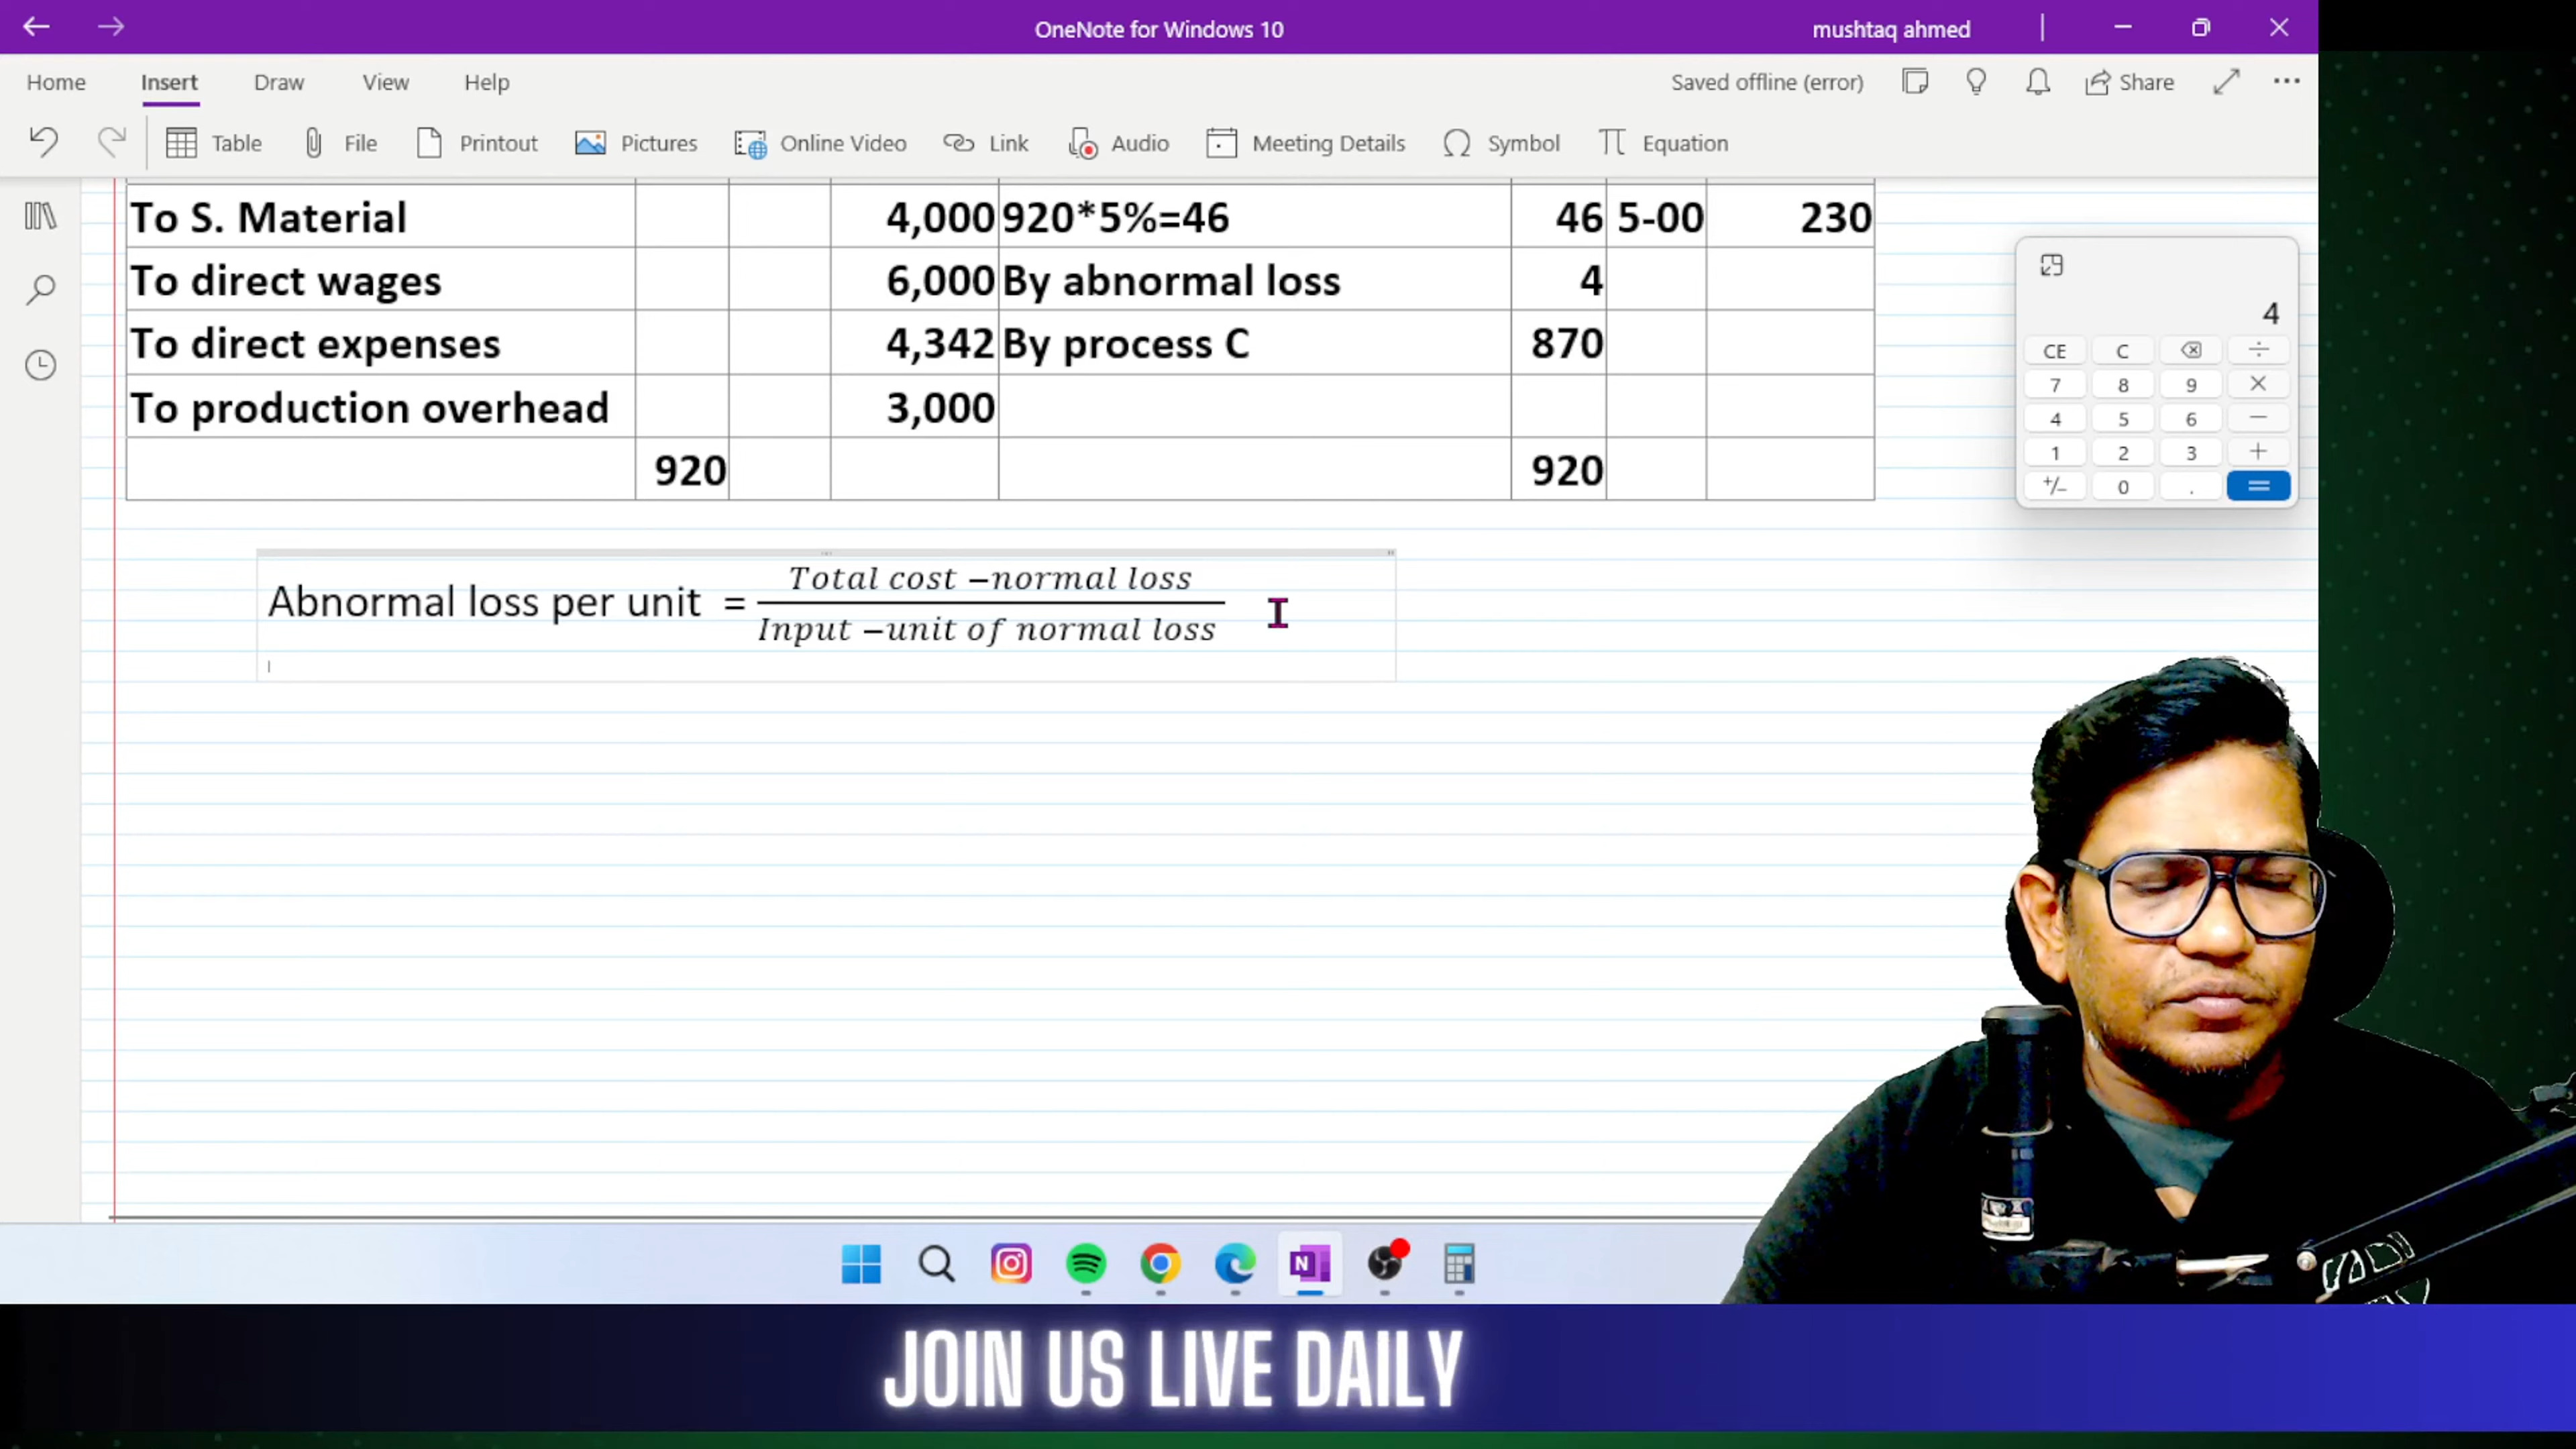 OneNote for Windows 10
mushtaq ahmed
Home Insert Draw View Help
Saved offline (error) Share
Table File Printout Pictures Online Video Link Audio Meeting Details Symbol Equation
To S. Material 4,000 920*5%=46 46 5-00 230
To direct wages 6,000 By abnormal loss 4
To direct expenses 4,342 By process C 870
To production overhead 3,000
920 920
4
CE C ÷
7 8 9 ×
4 5 6 −
1 2 3 +
+/− 0 . =
Abnormal loss per unit = Total cost −normal loss
Input −unit of normal loss
JOIN US LIVE DAILY